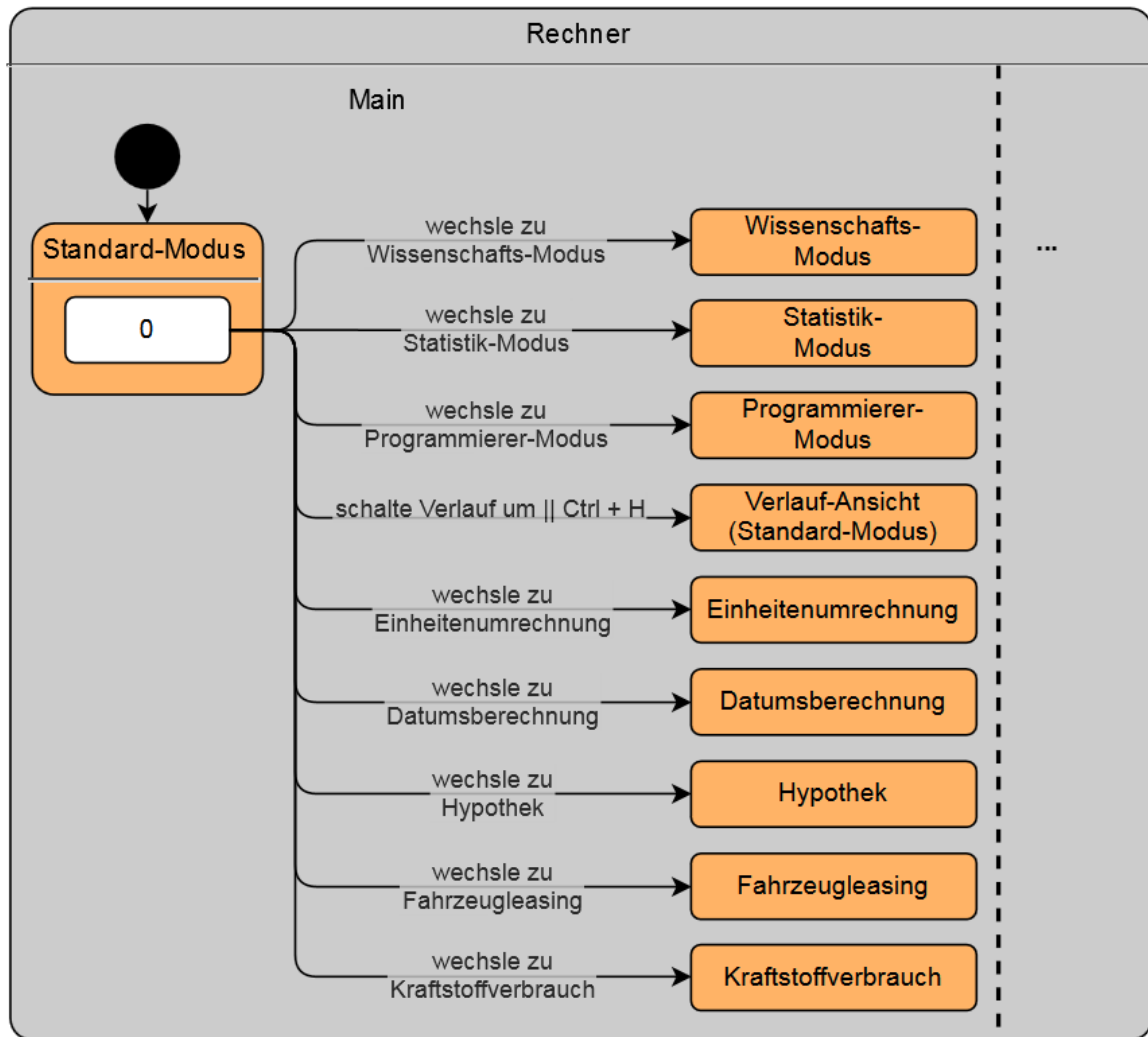 Rechner
Main
Standard-Modus
0
wechsle zu
Wissenschafts-Modus
Wissenschafts-
Modus
...
wechsle zu
Statistik-Modus
Statistik-
Modus
wechsle zu
Programmierer-Modus
Programmierer-
Modus
schalte Verlauf um || Ctrl + H
Verlauf-Ansicht
(Standard-Modus)
wechsle zu
Einheitenumrechnung
Einheitenumrechnung
wechsle zu
Datumsberechnung
Datumsberechnung
wechsle zu
Hypothek
Hypothek
wechsle zu
Fahrzeugleasing
Fahrzeugleasing
wechsle zu
Kraftstoffverbrauch
Kraftstoffverbrauch